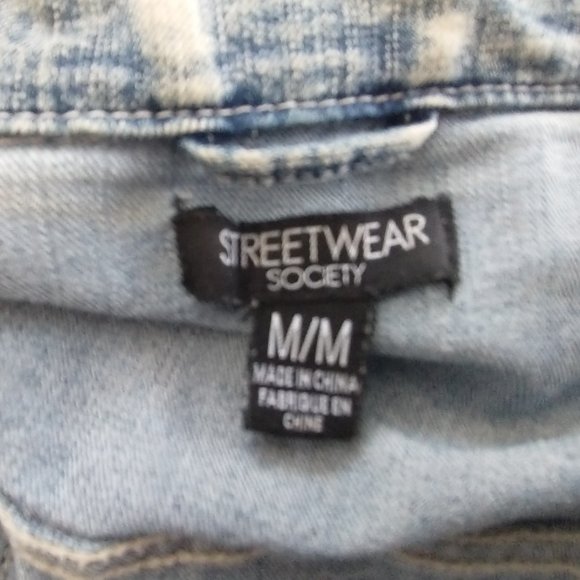 STREETWEAR
SOCIETY
M/M
MADE IN CHINA
FABRIQUE EN
CHINE